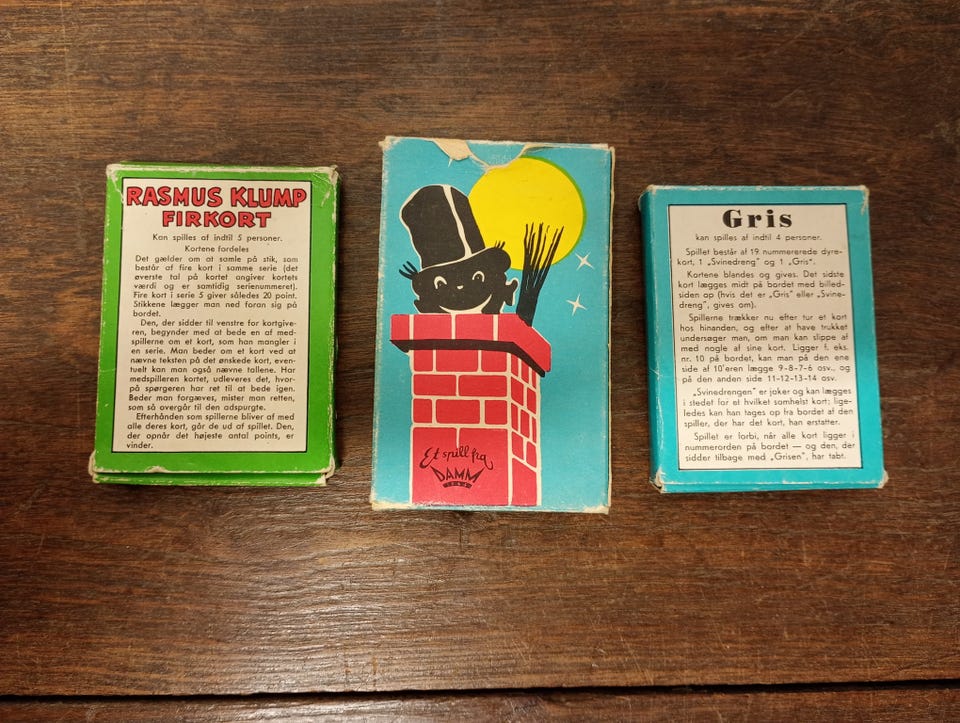 RASMUS KLUMP
FIRKORT
Kan spilles af indtil 5 personer.
Kortene fordeles
Det gælder om at samle på stik, som
består af fire kort i samme serie (det
øverste tal på kortet angiver kortets
værdi og er samtidig serienummeret).
Fire kort i serie 5 giver således 20 point.
Stikkene lægger man ned foran sig på
bordet.
Den, der sidder til venstre for kortgive-
ren, begynder med at bede en af med-
spillerne om et kort, som han mangler i
en serie. Man beder om et kort ved at
nævne teksten på det ønskede kort, even-
tuelt kan man også nævne tallene. Har
medspilleren kortet, udleveres det, hvor-
på spørgeren har ret til at bede igen.
Beder man forgæves, mister man retten,
som så overgår til den adspurgte.
Efterhånden som spillerne bliver af med
alle deres kort, går de ud af spillet. Den,
der opnår det højeste antal points, er
vinder.
Et spill fra
DAMM
Gris
kan spilles af indtil 4 personer.
Spillet består af 19 nummererede dyre-
kort, 1 „Svinedreng" og 1 „Gris".
Kortene blandes og gives. Det sidste
kort lægges midt på bordet med billed-
siden op (hvis det er „Gris" eller „Svine-
dreng", gives om).
Spillerne trækker nu efter tur et kort
hos hinanden, og efter at have trukket
undersøger man, om man kan slippe af
med nogle af sine kort. Ligger f. eks.
nr. 10 på bordet, kan man på den ene
side af 10'eren lægge 9-8-7-6 osv., og
på den anden side 11-12-13-14 osv.
„Svinedrengen" er joker og kan lægges
i stedet for et hvilket somhelst kort; lige-
ledes kan han tages op fra bordet af den
spiller, der har det kort, han erstatter.
Spillet er forbi, når alle kort ligger i
nummerorden på bordet — og den, der
sidder tilbage med „Grisen", har tabt.